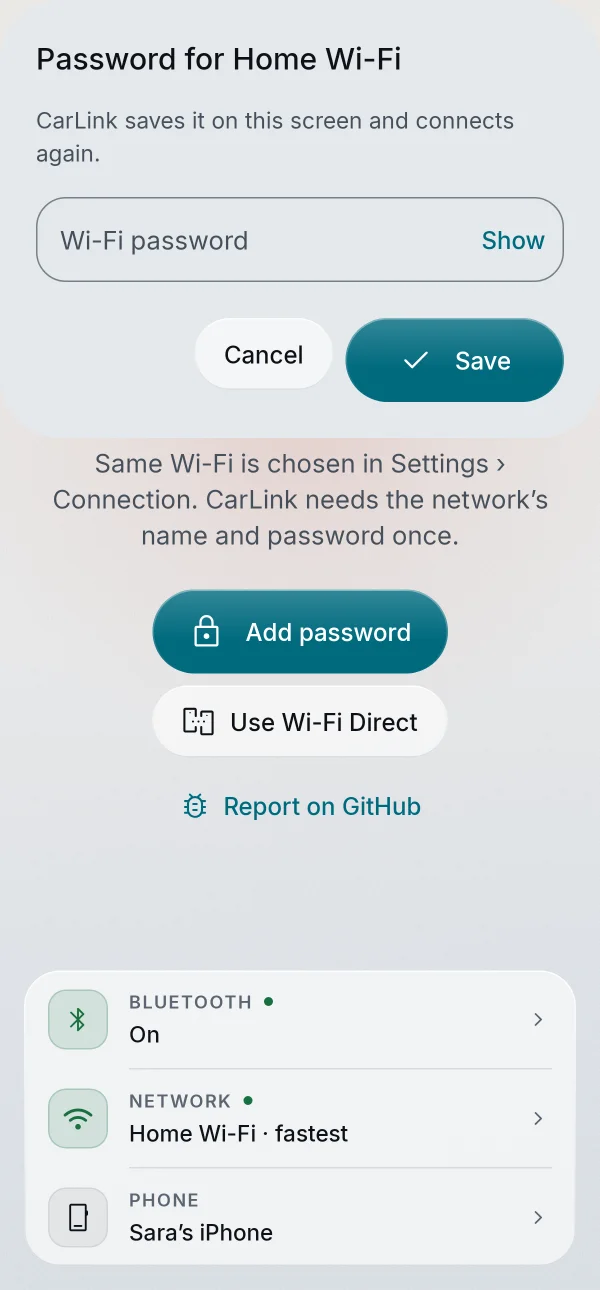 Password for Home Wi-Fi
CarLink saves it on this screen and connects
again.
Wi-Fi password
Show
Cancel
Save
Same Wi-Fi is chosen in Settings ›
Connection. CarLink needs the network’s
name and password once.
Add password
Use Wi-Fi Direct
Report on GitHub
BLUETOOTH
On
NETWORK
Home Wi-Fi · fastest
PHONE
Sara’s iPhone